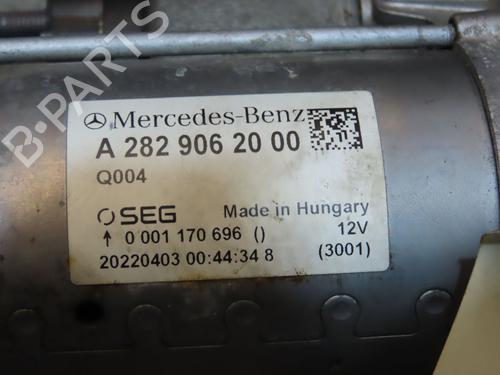 B-PARTS
Mercedes-Benz
A 282 906 20 00
Q004
SEG Made in Hungary
↑ 0 001 170 696 () 12V
20220403 00:44:34 8 (3001)